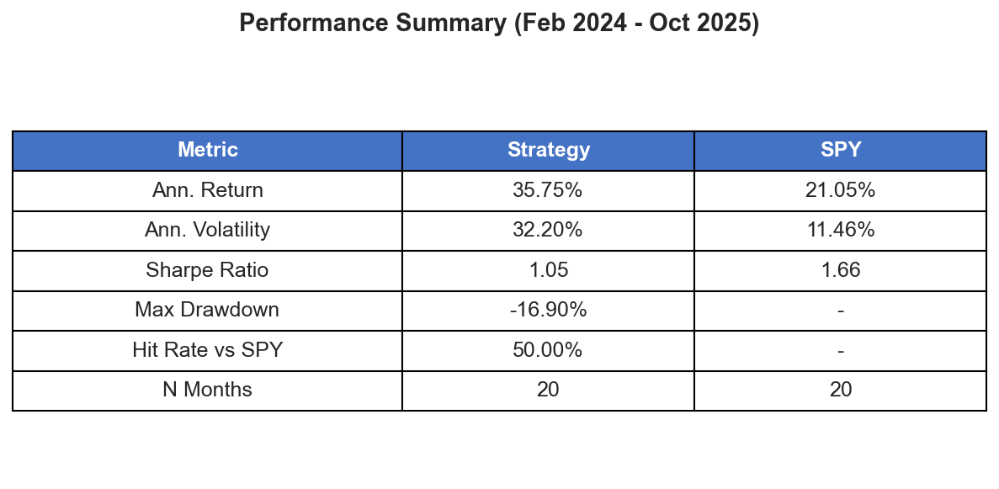 Performance Summary (Feb 2024 - Oct 2025)
Metric Strategy SPY
Ann. Return 35.75% 21.05%
Ann. Volatility 32.20% 11.46%
Sharpe Ratio 1.05 1.66
Max Drawdown -16.90% -
Hit Rate vs SPY 50.00% -
N Months 20 20